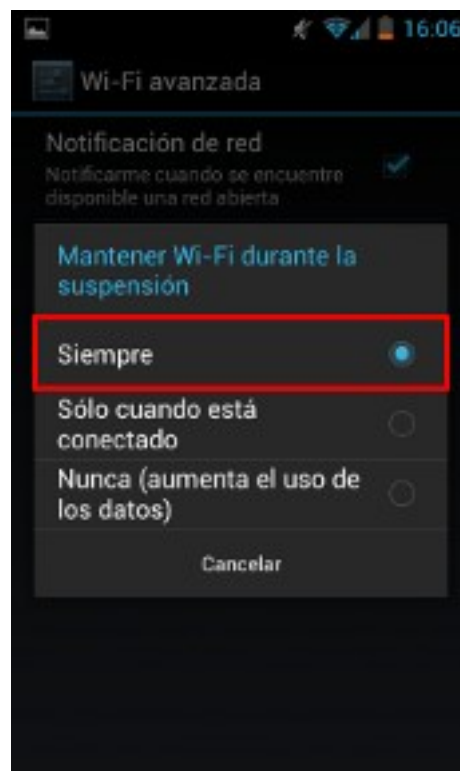 16:06
Wi-Fi avanzada
Notificación de red
Notificarme cuando se encuentre
disponible una red abierta
Mantener Wi-Fi durante la
suspensión
Siempre
Sólo cuando está
conectado
Nunca (aumenta el uso de
los datos)
Cancelar